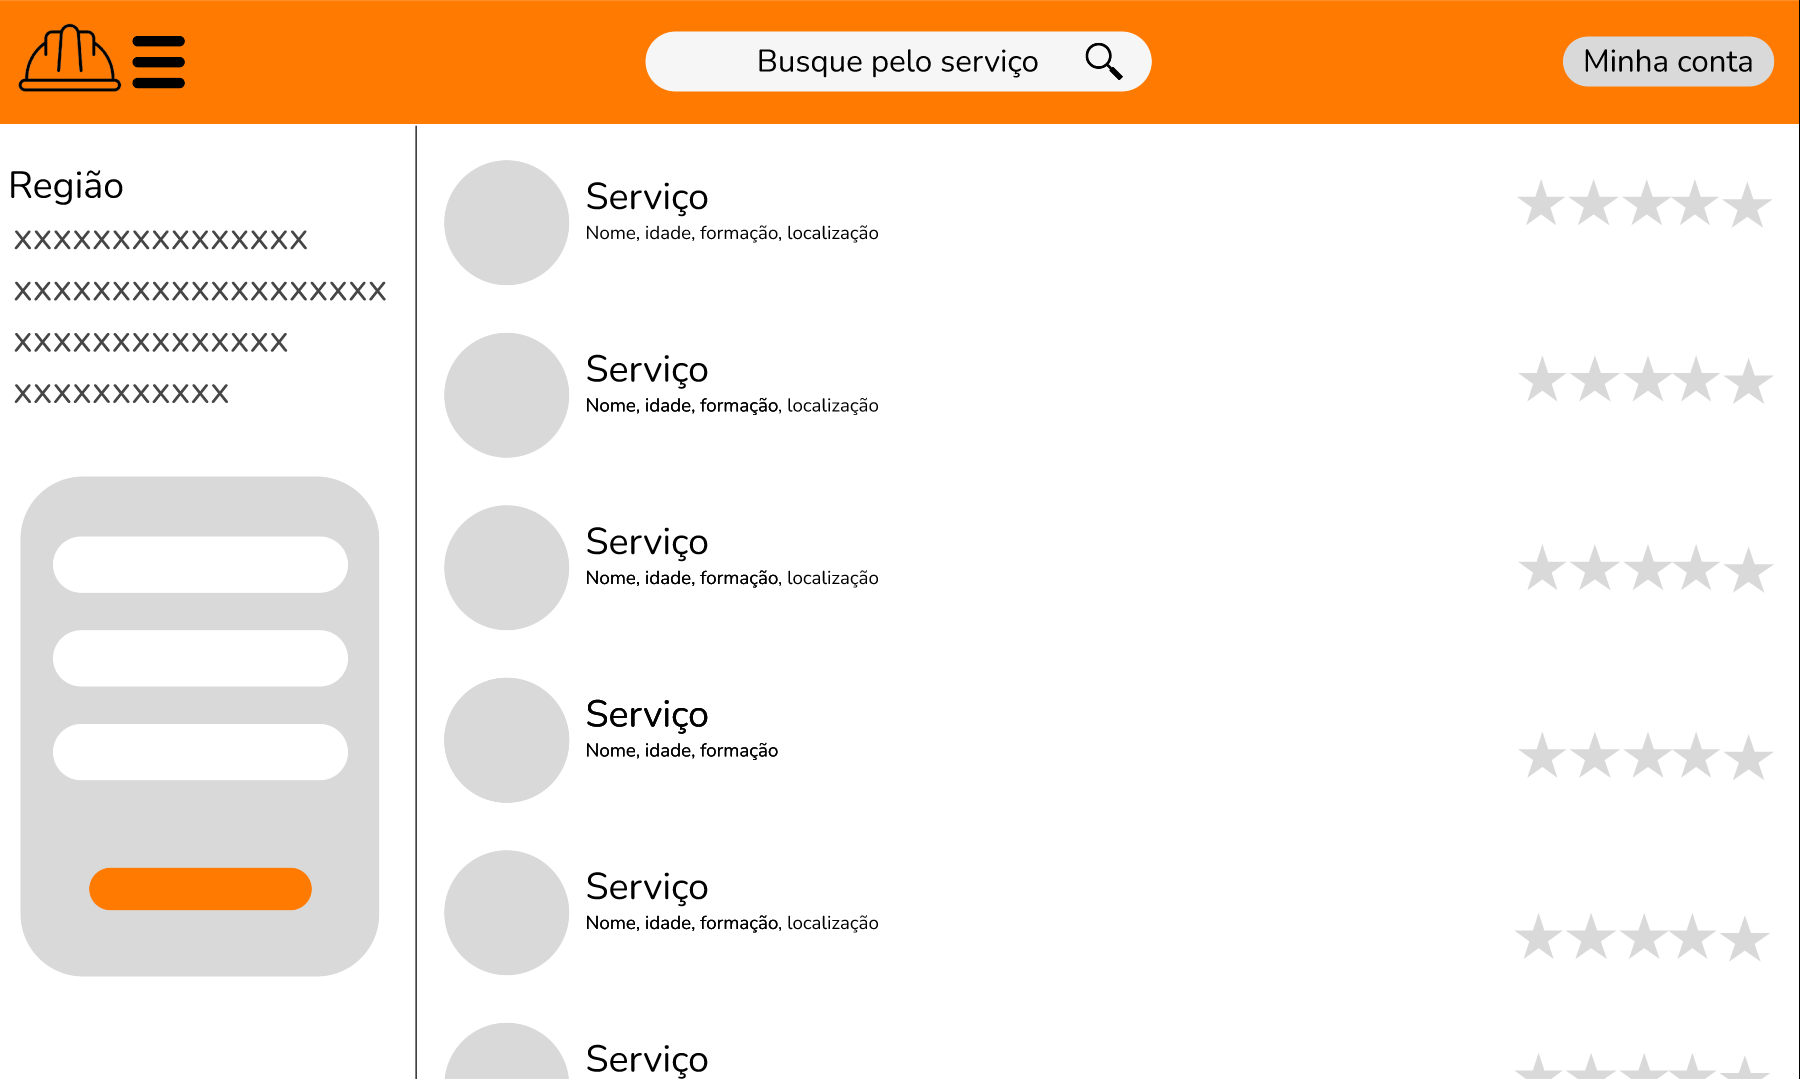 Busque pelo serviço
Minha conta
Região
xxxxxxxxxxxxxxx
xxxxxxxxxxxxxxxxxxx
xxxxxxxxxxxxxx
xxxxxxxxxxx
Serviço
Nome, idade, formação, localização
Serviço
Nome, idade, formação, localização
Serviço
Nome, idade, formação, localização
Serviço
Nome, idade, formação
Serviço
Nome, idade, formação, localização
Serviço